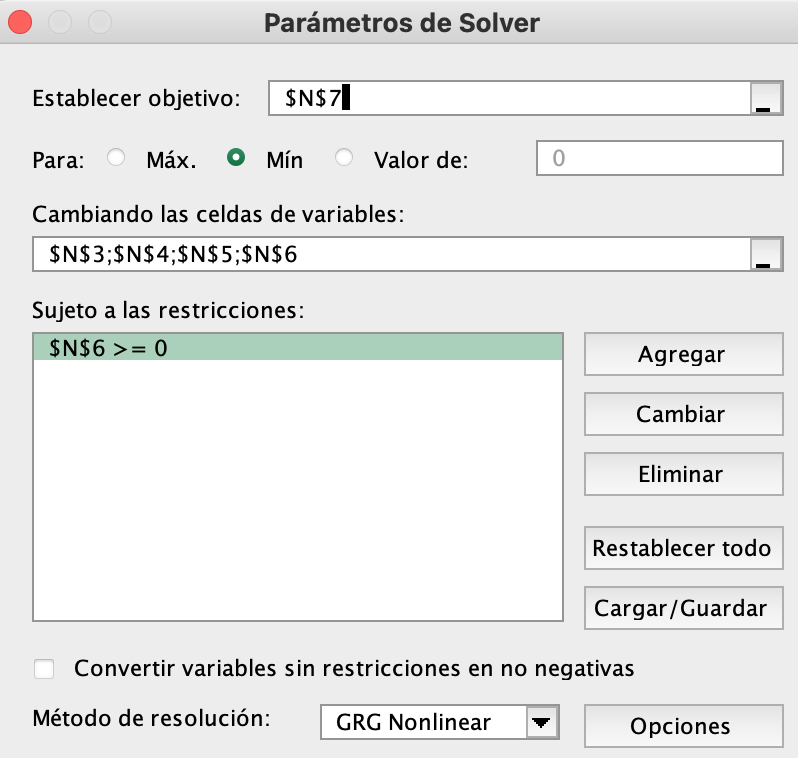 Parámetros de Solver
Establecer objetivo: $N$7
Para: Máx. Mín Valor de: 0
Cambiando las celdas de variables:
$N$3;$N$4;$N$5;$N$6
Sujeto a las restricciones:
$N$6 >= 0
Agregar
Cambiar
Eliminar
Restablecer todo
Cargar/Guardar
Convertir variables sin restricciones en no negativas
Método de resolución: GRG Nonlinear Opciones